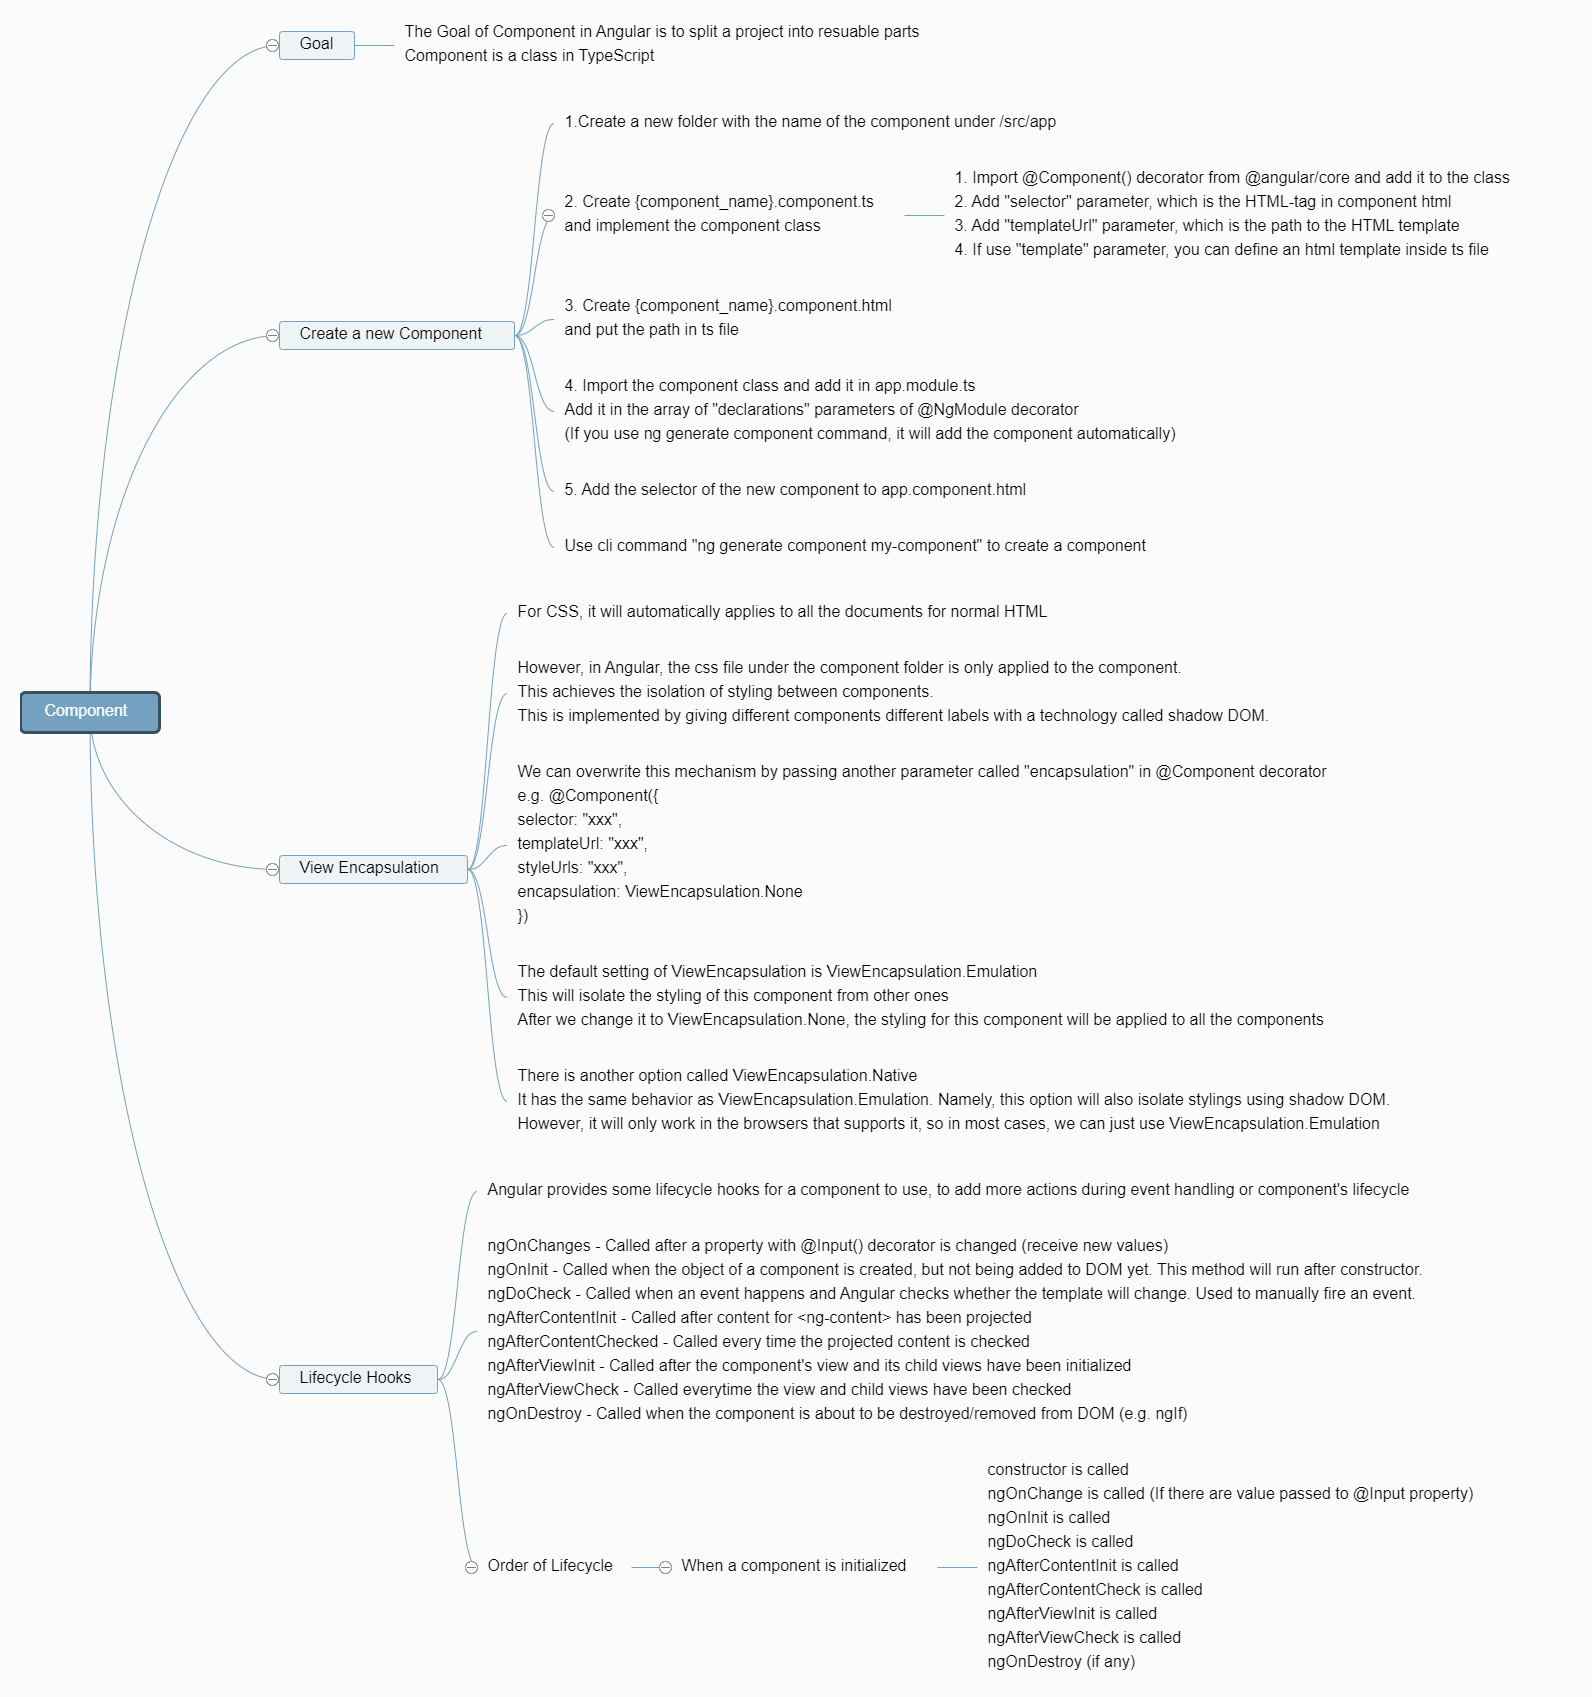 Goal
The Goal of Component in Angular is to split a project into resuable parts
Component is a class in TypeScript
Create a new Component
1.Create a new folder with the name of the component under /src/app
2. Create {component_name}.component.ts
and implement the component class
1. Import @Component() decorator from @angular/core and add it to the class
2. Add "selector" parameter, which is the HTML-tag in component html
3. Add "templateUrl" parameter, which is the path to the HTML template
4. If use "template" parameter, you can define an html template inside ts file
3. Create {component_name}.component.html
and put the path in ts file
4. Import the component class and add it in app.module.ts
Add it in the array of "declarations" parameters of @NgModule decorator
(If you use ng generate component command, it will add the component automatically)
5. Add the selector of the new component to app.component.html
Use cli command "ng generate component my-component" to create a component
Component
View Encapsulation
For CSS, it will automatically applies to all the documents for normal HTML
However, in Angular, the css file under the component folder is only applied to the component.
This achieves the isolation of styling between components.
This is implemented by giving different components different labels with a technology called shadow DOM.
We can overwrite this mechanism by passing another parameter called "encapsulation" in @Component decorator
e.g. @Component({
selector: "xxx",
templateUrl: "xxx",
styleUrls: "xxx",
encapsulation: ViewEncapsulation.None
})
The default setting of ViewEncapsulation is ViewEncapsulation.Emulation
This will isolate the styling of this component from other ones
After we change it to ViewEncapsulation.None, the styling for this component will be applied to all the components
There is another option called ViewEncapsulation.Native
It has the same behavior as ViewEncapsulation.Emulation. Namely, this option will also isolate stylings using shadow DOM.
However, it will only work in the browsers that supports it, so in most cases, we can just use ViewEncapsulation.Emulation
Lifecycle Hooks
Angular provides some lifecycle hooks for a component to use, to add more actions during event handling or component's lifecycle
ngOnChanges - Called after a property with @Input() decorator is changed (receive new values)
ngOnInit - Called when the object of a component is created, but not being added to DOM yet. This method will run after constructor.
ngDoCheck - Called when an event happens and Angular checks whether the template will change. Used to manually fire an event.
ngAfterContentInit - Called after content for <ng-content> has been projected
ngAfterContentChecked - Called every time the projected content is checked
ngAfterViewInit - Called after the component's view and its child views have been initialized
ngAfterViewCheck - Called everytime the view and child views have been checked
ngOnDestroy - Called when the component is about to be destroyed/removed from DOM (e.g. ngIf)
Order of Lifecycle
When a component is initialized
constructor is called
ngOnChange is called (If there are value passed to @Input property)
ngOnInit is called
ngDoCheck is called
ngAfterContentInit is called
ngAfterContentCheck is called
ngAfterViewInit is called
ngAfterViewCheck is called
ngOnDestroy (if any)